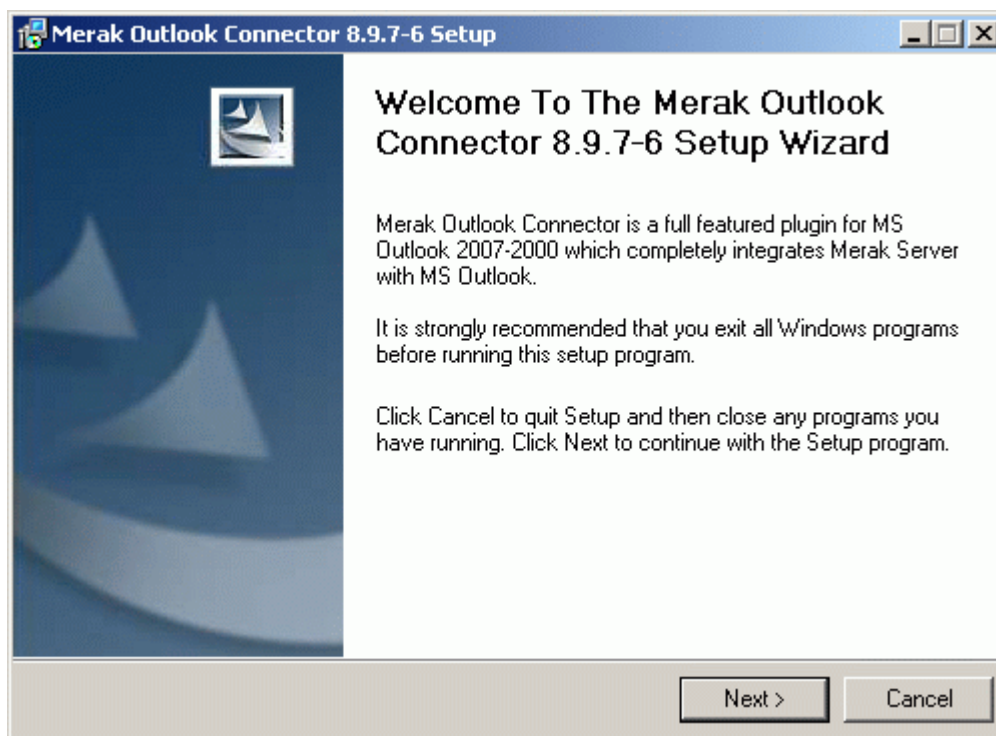 Merak Outlook Connector 8.9.7-6 Setup
Welcome To The Merak Outlook
Connector 8.9.7-6 Setup Wizard
Merak Outlook Connector is a full featured plugin for MS
Outlook 2007-2000 which completely integrates Merak Server
with MS Outlook.
It is strongly recommended that you exit all Windows programs
before running this setup program.
Click Cancel to quit Setup and then close any programs you
have running. Click Next to continue with the Setup program.
Next >
Cancel